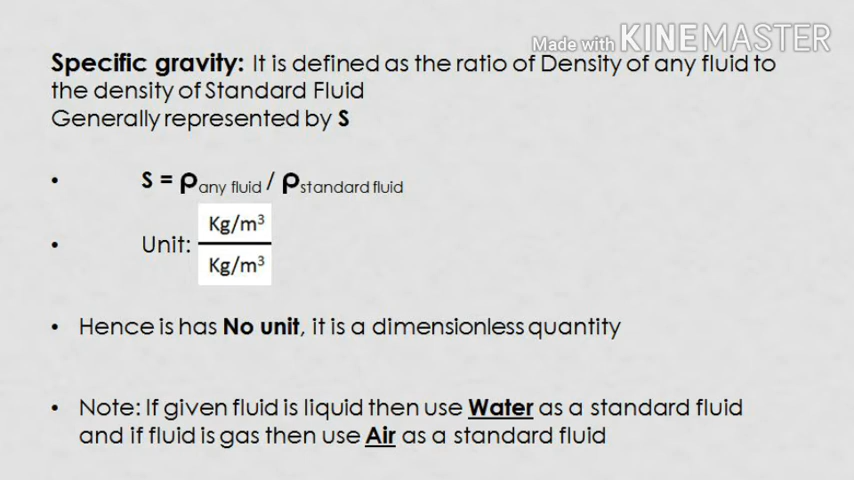 Made with KINEMASTER
Specific gravity: It is defined as the ratio of Density of any fluid to
the density of Standard Fluid
Generally represented by S
• S = ρany fluid / ρstandard fluid
Kg/m³
• Unit:
Kg/m³
• Hence is has No unit, it is a dimensionless quantity
• Note: If given fluid is liquid then use Water as a standard fluid
and if fluid is gas then use Air as a standard fluid